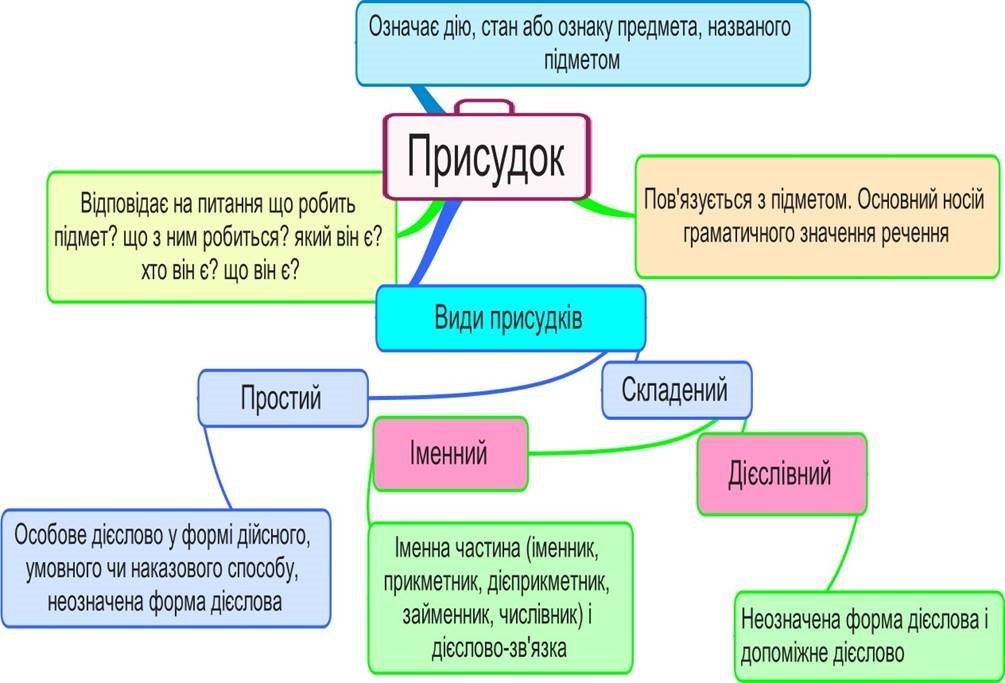 Означає дію, стан або ознаку предмета, названого
підметом
Присудок
Відповідає на питання що робить
підмет? що з ним робиться? який він є?
хто він є? що він є?
Пов'язується з підметом. Основний носій
граматичного значення речення
Види присудків
Простий
Складений
Іменний
Дієслівний
Особове дієслово у формі дійсного,
умовного чи наказового способу,
неозначена форма дієслова
Іменна частина (іменник,
прикметник, дієприкметник,
займенник, числівник) і
дієслово-зв'язка
Неозначена форма дієслова і
допоміжне дієслово